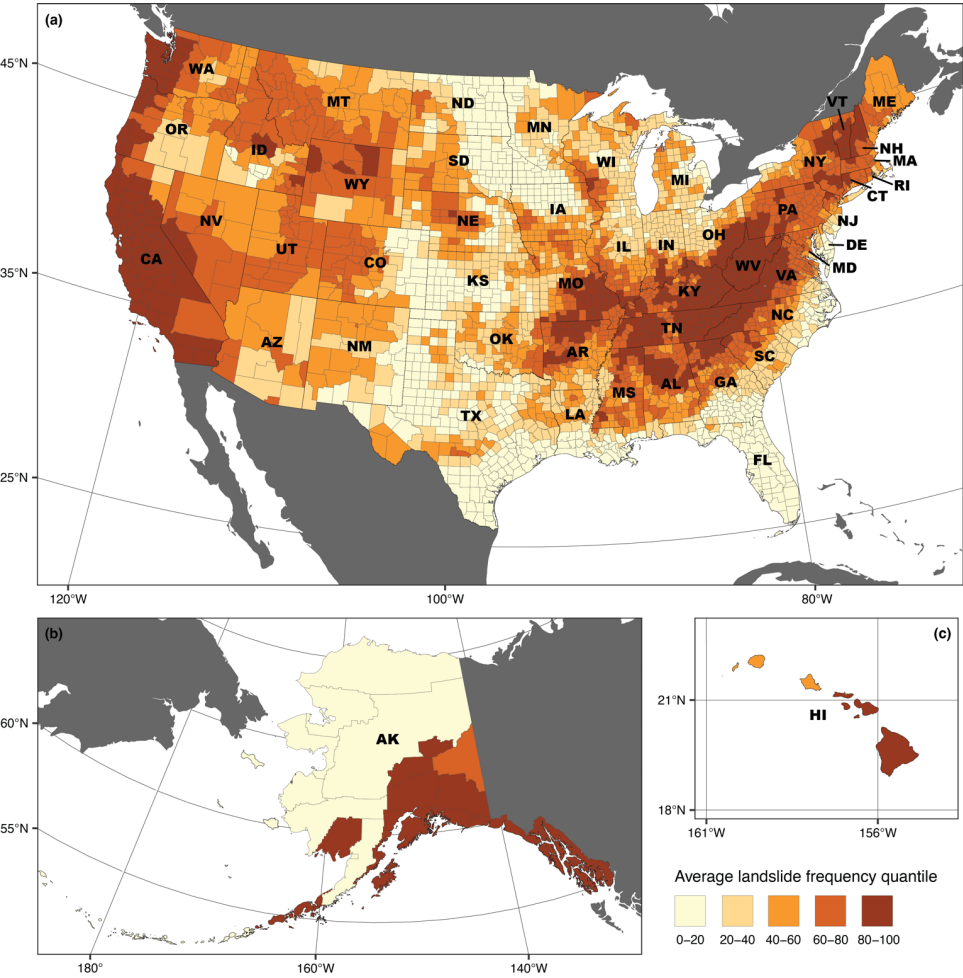 (a)
45°N
35°N
25°N
WA
MT
ND
MN
VT
ME
OR
ID
SD
WI
NY
NH
MA
MI
RI
WY
CT
IA
PA
NV
NE
NJ
UT
IL
IN
OH
DE
CA
CO
WV
MD
KS
MO
VA
KY
NC
TN
AZ
NM
OK
AR
SC
MS
AL
GA
TX
LA
FL
120°W
100°W
80°W
(b)
60°N
55°N
AK
180°
160°W
140°W
(c)
21°N
HI
18°N
161°W
156°W
Average landslide frequency quantile
0–20
20–40
40–60
60–80
80–100